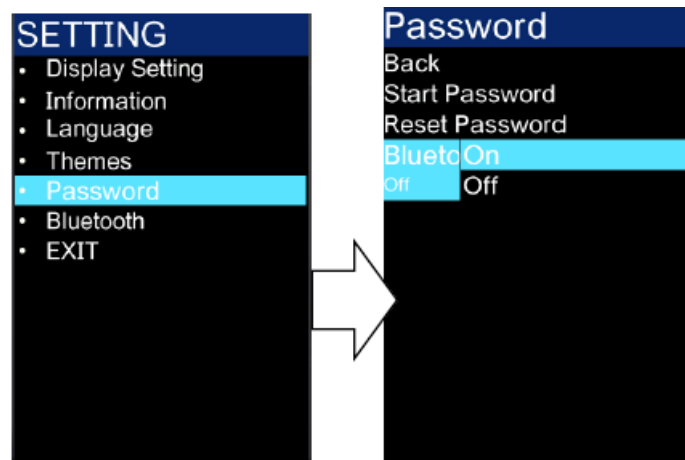 SETTING
• Display Setting
• Information
• Language
• Themes
• Password
• Bluetooth
• EXIT
Password
Back
Start Password
Reset Password
Blueto On
Off Off